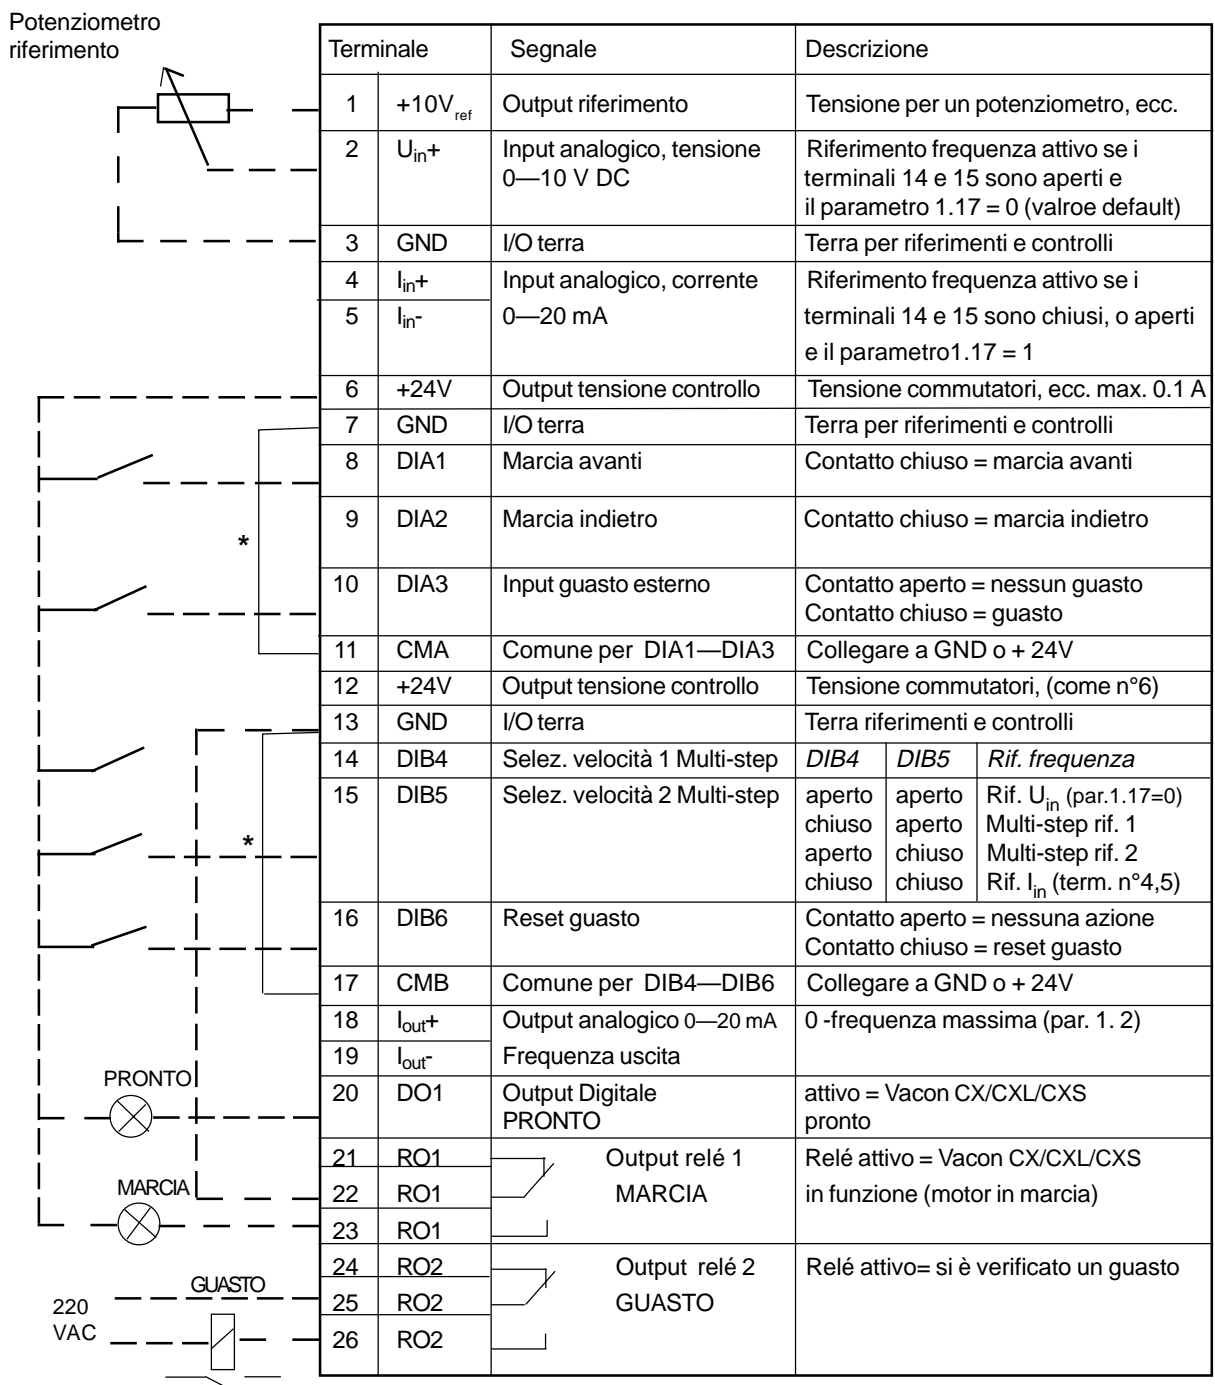 Potenziometro
riferimento
Terminale Segnale Descrizione
1 +10Vref Output riferimento Tensione per un potenziometro, ecc.
2 Uin+ Input analogico, tensione Riferimento frequenza attivo se i
0—10 V DC terminali 14 e 15 sono aperti e
il parametro 1.17 = 0 (valroe default)
3 GND I/O terra Terra per riferimenti e controlli
4 Iin+ Input analogico, corrente Riferimento frequenza attivo se i
5 Iin- 0—20 mA terminali 14 e 15 sono chiusi, o aperti
e il parametro1.17 = 1
6 +24V Output tensione controllo Tensione commutatori, ecc. max. 0.1 A
7 GND I/O terra Terra per riferimenti e controlli
8 DIA1 Marcia avanti Contatto chiuso = marcia avanti
9 DIA2 Marcia indietro Contatto chiuso = marcia indietro
*
10 DIA3 Input guasto esterno Contatto aperto = nessun guasto
Contatto chiuso = guasto
11 CMA Comune per DIA1—DIA3 Collegare a GND o + 24V
12 +24V Output tensione controllo Tensione commutatori, (come n°6)
13 GND I/O terra Terra riferimenti e controlli
14 DIB4 Selez. velocità 1 Multi-step DIB4 DIB5 Rif. frequenza
15 DIB5 Selez. velocità 2 Multi-step aperto aperto Rif. Uin (par.1.17=0)
chiuso aperto Multi-step rif. 1
* aperto chiuso Multi-step rif. 2
chiuso chiuso Rif. Iin (term. n°4,5)
16 DIB6 Reset guasto Contatto aperto = nessuna azione
Contatto chiuso = reset guasto
17 CMB Comune per DIB4—DIB6 Collegare a GND o + 24V
18 Iout+ Output analogico 0—20 mA 0 -frequenza massima (par. 1. 2)
19 Iout- Frequenza uscita
PRONTO
20 DO1 Output Digitale attivo = Vacon CX/CXL/CXS
PRONTO pronto
21 RO1 Output relé 1 Relé attivo = Vacon CX/CXL/CXS
MARCIA
22 RO1 MARCIA in funzione (motor in marcia)
23 RO1
24 RO2 Output relé 2 Relé attivo= si è verificato un guasto
GUASTO
25 RO2 GUASTO
220
VAC
26 RO2